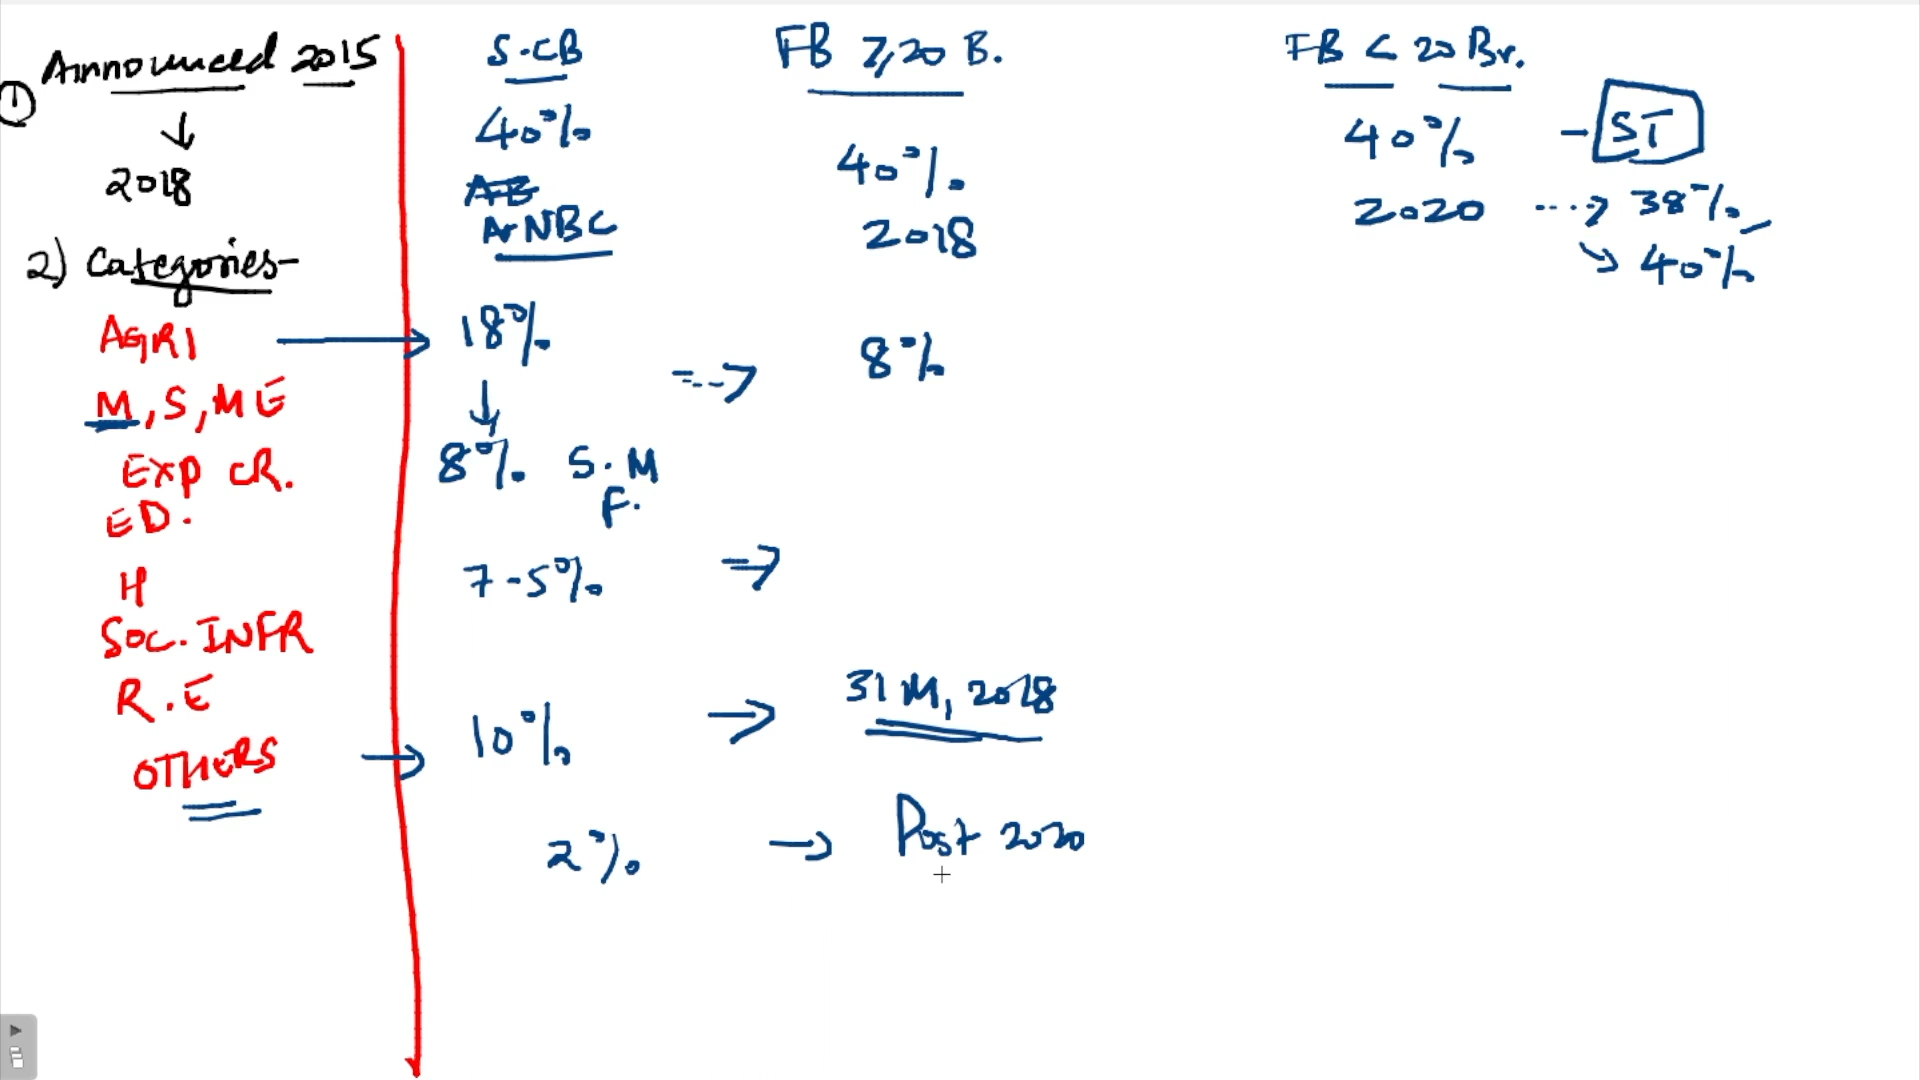 ① Announced 2015
↓
2018
2) Categories-
AGRI →
M, S, ME
EXP CR.
ED.
H
SOC. INFR
R.E
OTHERS →
S.CB
40%
ANBC
18%
↓
8% S.M
F.
7.5% ⇒
10% →
2% →
FB ≥ 20 B.
40%
2018
8%
31 M, 2018
Post 2020
FB < 20 Br.
40% - ST
2020 ---> 38%
↘ 40%